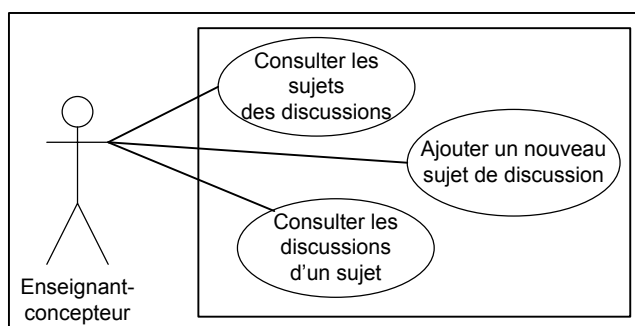 Consulter les
sujets
des discussions
Ajouter un nouveau
sujet de discussion
Consulter les
discussions
d'un sujet
Enseignant-
concepteur